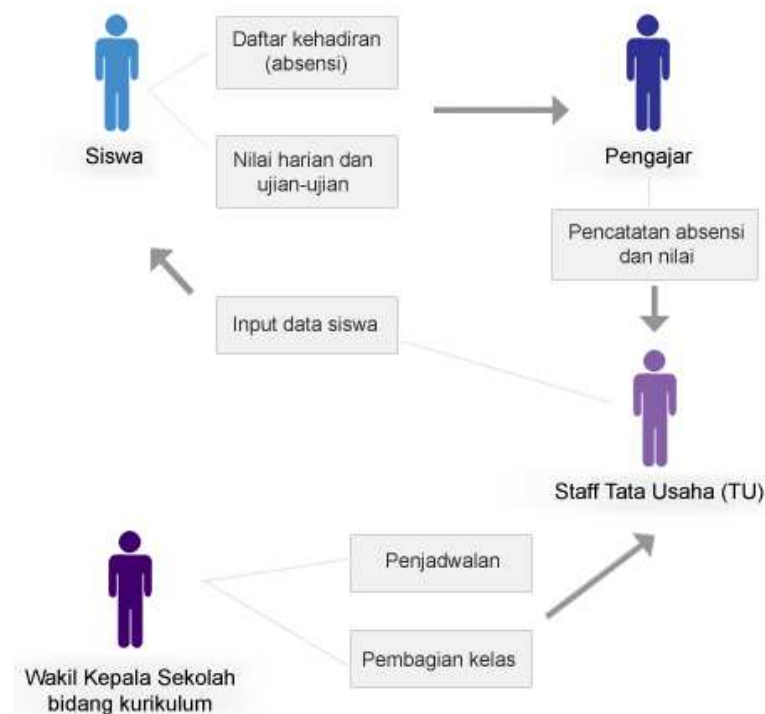 Daftar kehadiran
(absensi)
Siswa
Nilai harian dan
ujian-ujian
Pengajar
Pencatatan absensi
dan nilai
Input data siswa
Staff Tata Usaha (TU)
Penjadwalan
Pembagian kelas
Wakil Kepala Sekolah
bidang kurikulum